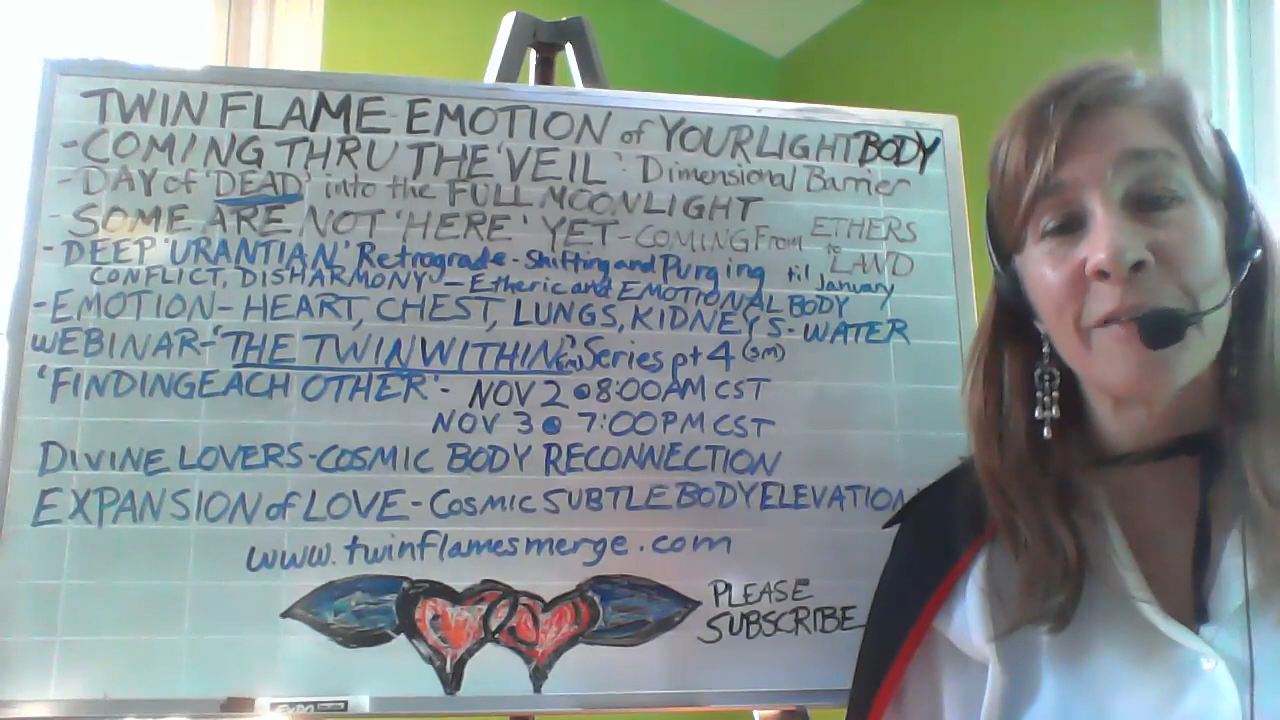 TWIN FLAME-EMOTION of YOUR LIGHT BODY
-COMING THRU THE 'VEIL': Dimensional Barrier
-DAY of 'DEAD' into the FULL MOONLIGHT
-SOME ARE NOT 'HERE' YET-COMING From ETHERS to LAND
-DEEP 'URANTIAN' Retrograde-Shifting and Purging til January
CONFLICT, DISHARMONY-Etheric and EMOTIONAL BODY
-EMOTION-HEART, CHEST, LUNGS, KIDNEYS-WATER
WEBINAR-'THE TWIN WITHIN' Series pt 4 (SM)
'FINDING EACH OTHER'- NOV 2 @ 8:00AM CST
NOV 3 @ 7:00PM CST
DIVINE LOVERS-COSMIC BODY RECONNECTION
EXPANSION of LOVE-COSMIC SUBTLE BODY ELEVATION
www.twinflamesmerge.com
PLEASE
SUBSCRIBE
EXPO